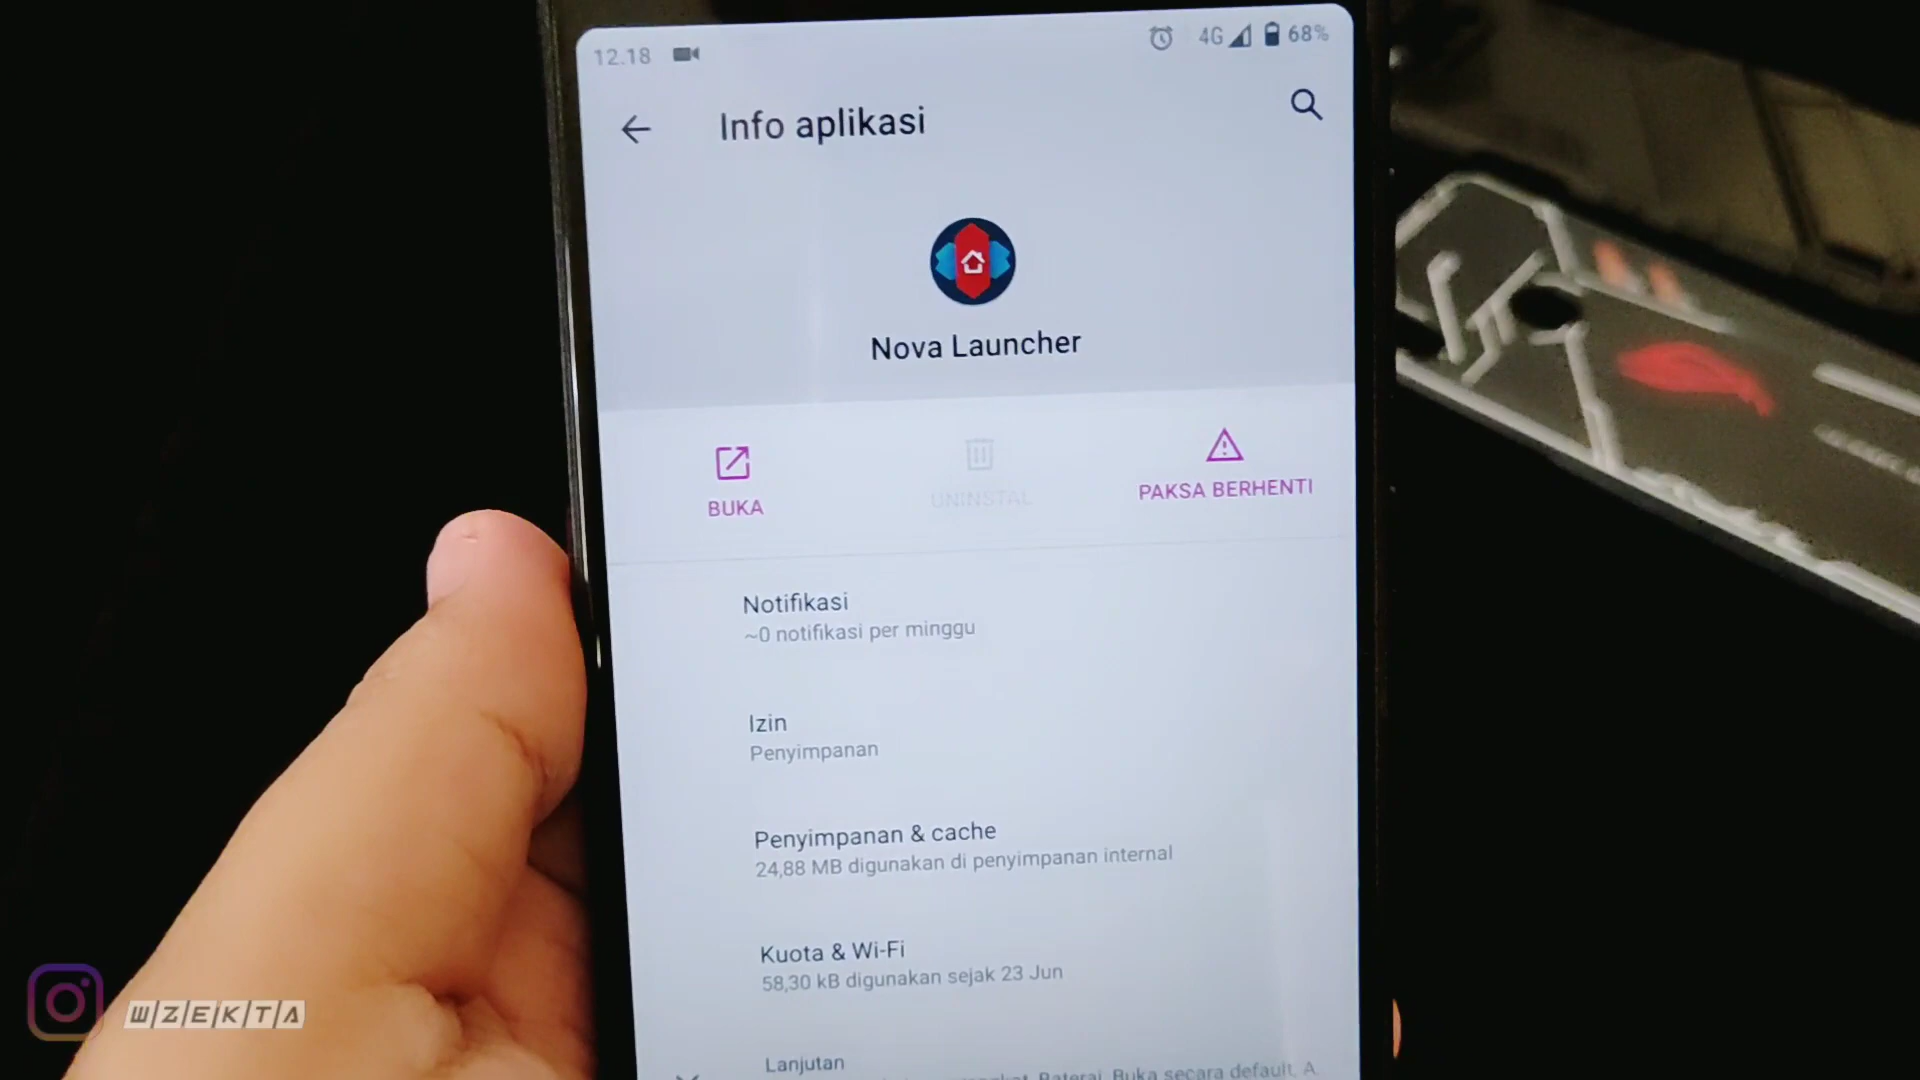 12.18
4G 68%
Info aplikasi
Nova Launcher
BUKA
UNINSTAL
PAKSA BERHENTI
Notifikasi
~0 notifikasi per minggu
Izin
Penyimpanan
Penyimpanan & cache
24,88 MB digunakan di penyimpanan internal
Kuota & Wi-Fi
58,30 kB digunakan sejak 23 Jun
Lanjutan
Baterai, Buka secara default, A
WZEKTA